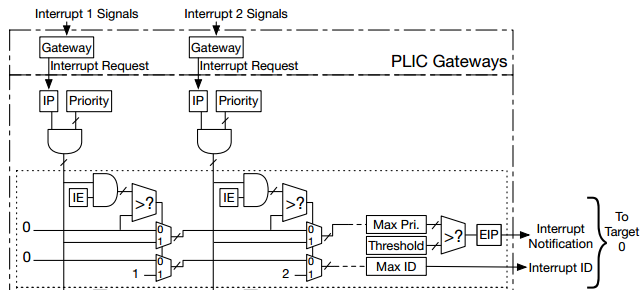 Interrupt 1 Signals
Interrupt 2 Signals
Gateway
Gateway
PLIC Gateways
Interrupt Request
Interrupt Request
IP
Priority
IP
Priority
IE
>?
IE
>?
0
0
1
0
1
Max Pri.
Threshold
>?
EIP
Interrupt
Notification
To
Target
0
0
0
1
1
2
0
1
Max ID
Interrupt ID